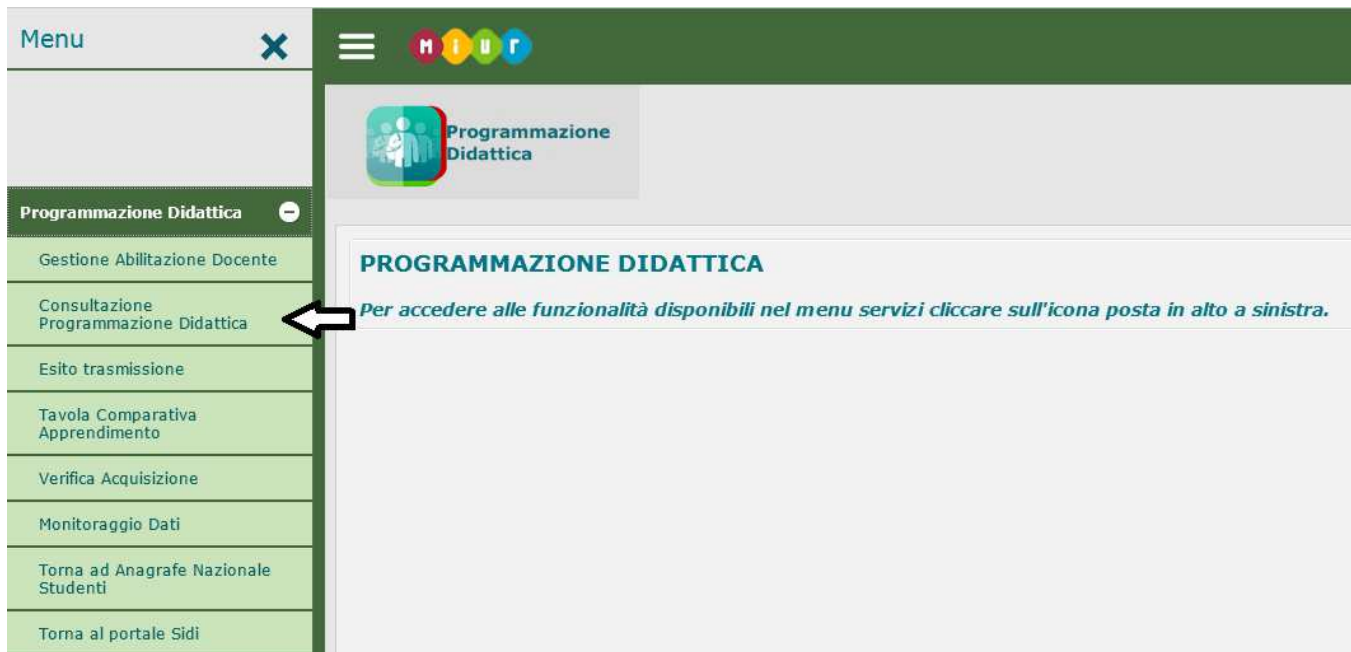 Menu
MIUr
Programmazione
Didattica
Programmazione Didattica
Gestione Abilitazione Docente
Consultazione
Programmazione Didattica
Esito trasmissione
Tavola Comparativa
Apprendimento
Verifica Acquisizione
Monitoraggio Dati
Torna ad Anagrafe Nazionale
Studenti
Torna al portale Sidi
PROGRAMMAZIONE DIDATTICA
Per accedere alle funzionalità disponibili nel menu servizi cliccare sull'icona posta in alto a sinistra.